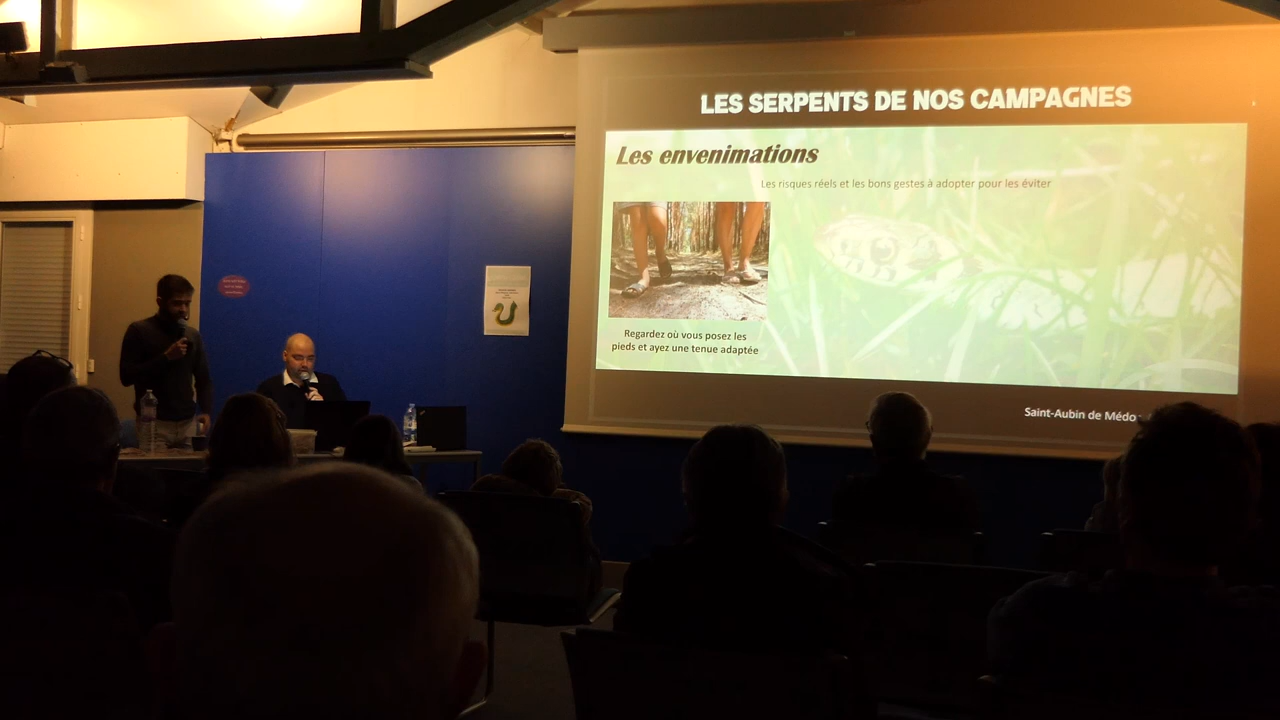 LES SERPENTS DE NOS CAMPAGNES
Les envenimations
Les risques réels et les bons gestes à adopter pour les éviter
Regardez où vous posez les
pieds et ayez une tenue adaptée
Saint-Aubin de Médo